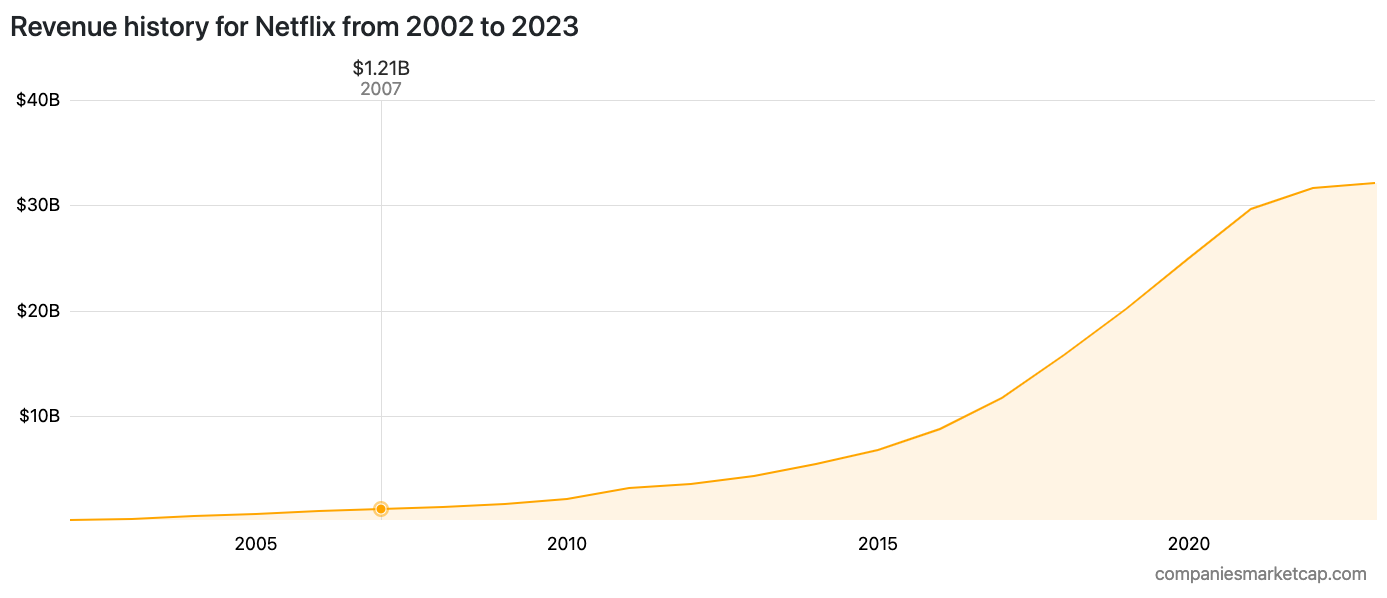 Revenue history for Netflix from 2002 to 2023
$1.21B
2007
$40B
$30B
$20B
$10B
2005 2010 2015 2020
companiesmarketcap.com